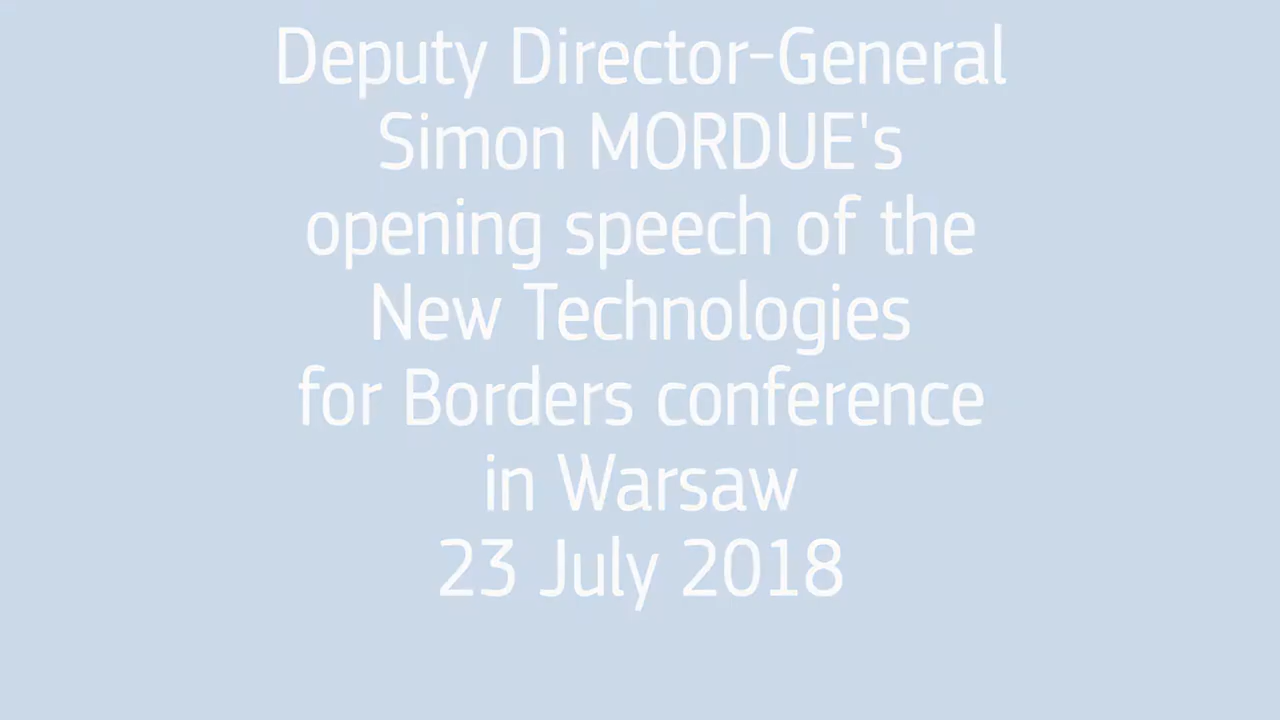 Deputy Director-General
Simon MORDUE's
opening speech of the
New Technologies
for Borders conference
in Warsaw
23 July 2018